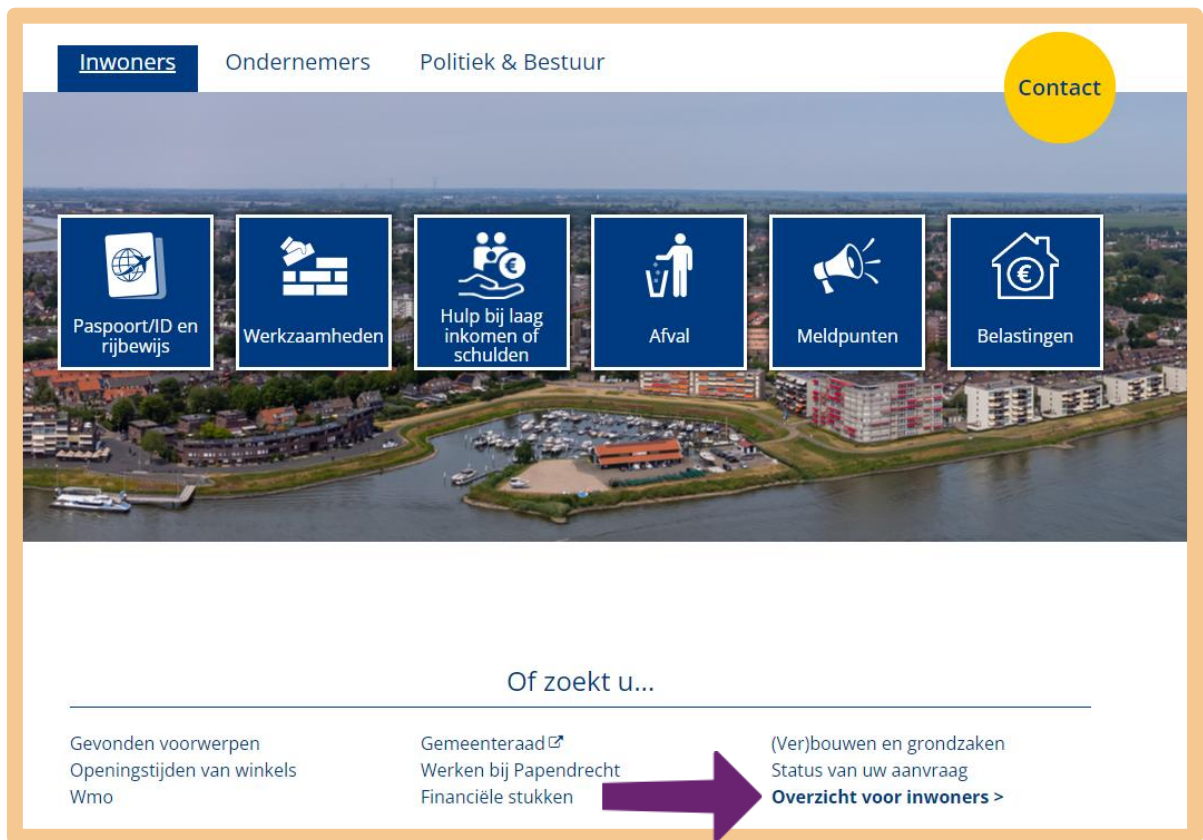 Inwoners
Ondernemers
Politiek & Bestuur
Contact
Paspoort/ID en
rijbewijs
Werkzaamheden
Hulp bij laag
inkomen of
schulden
Afval
Meldpunten
Belastingen
Of zoekt u...
Gevonden voorwerpen
Openingstijden van winkels
Wmo
Gemeenteraad
Werken bij Papendrecht
Financiële stukken
(Ver)bouwen en grondzaken
Status van uw aanvraag
Overzicht voor inwoners >